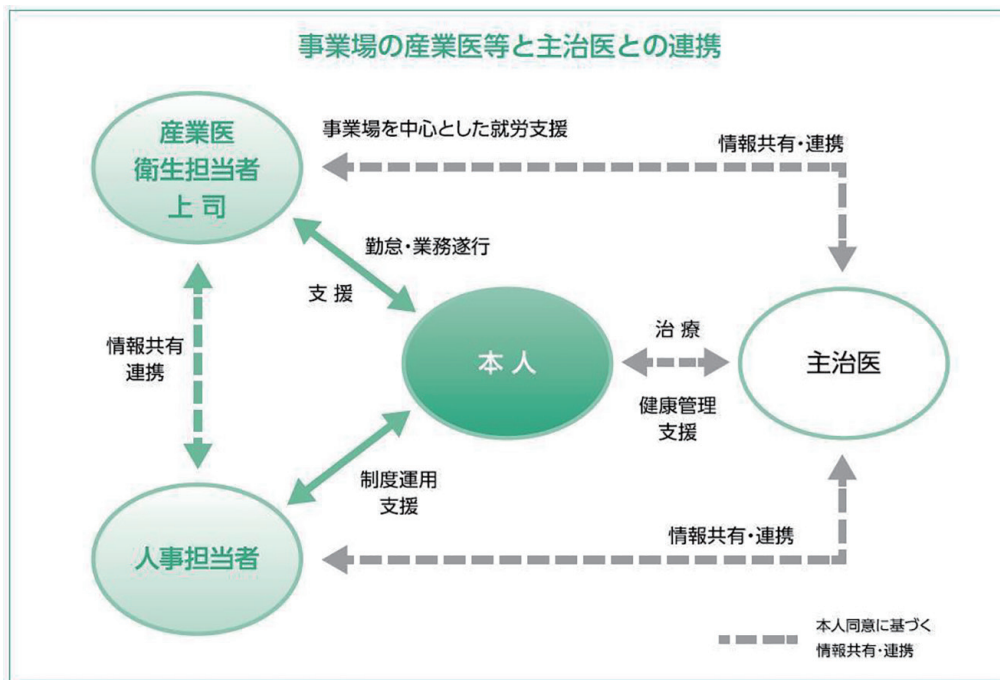 事業場の産業医等と主治医との連携
産業医
衛生担当者
上司
事業場を中心とした就労支援
情報共有・連携
勤怠・業務遂行
支援
情報共有
連携
本人
治療
健康管理
支援
主治医
制度運用
支援
人事担当者
情報共有・連携
本人同意に基づく
情報共有・連携